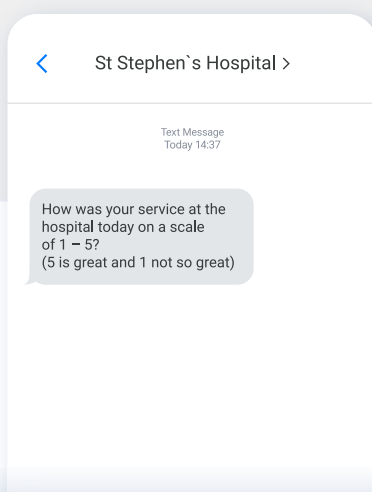 St Stephen`s Hospital >
Text Message
Today 14:37
How was your service at the
hospital today on a scale
of 1 – 5?
(5 is great and 1 not so great)